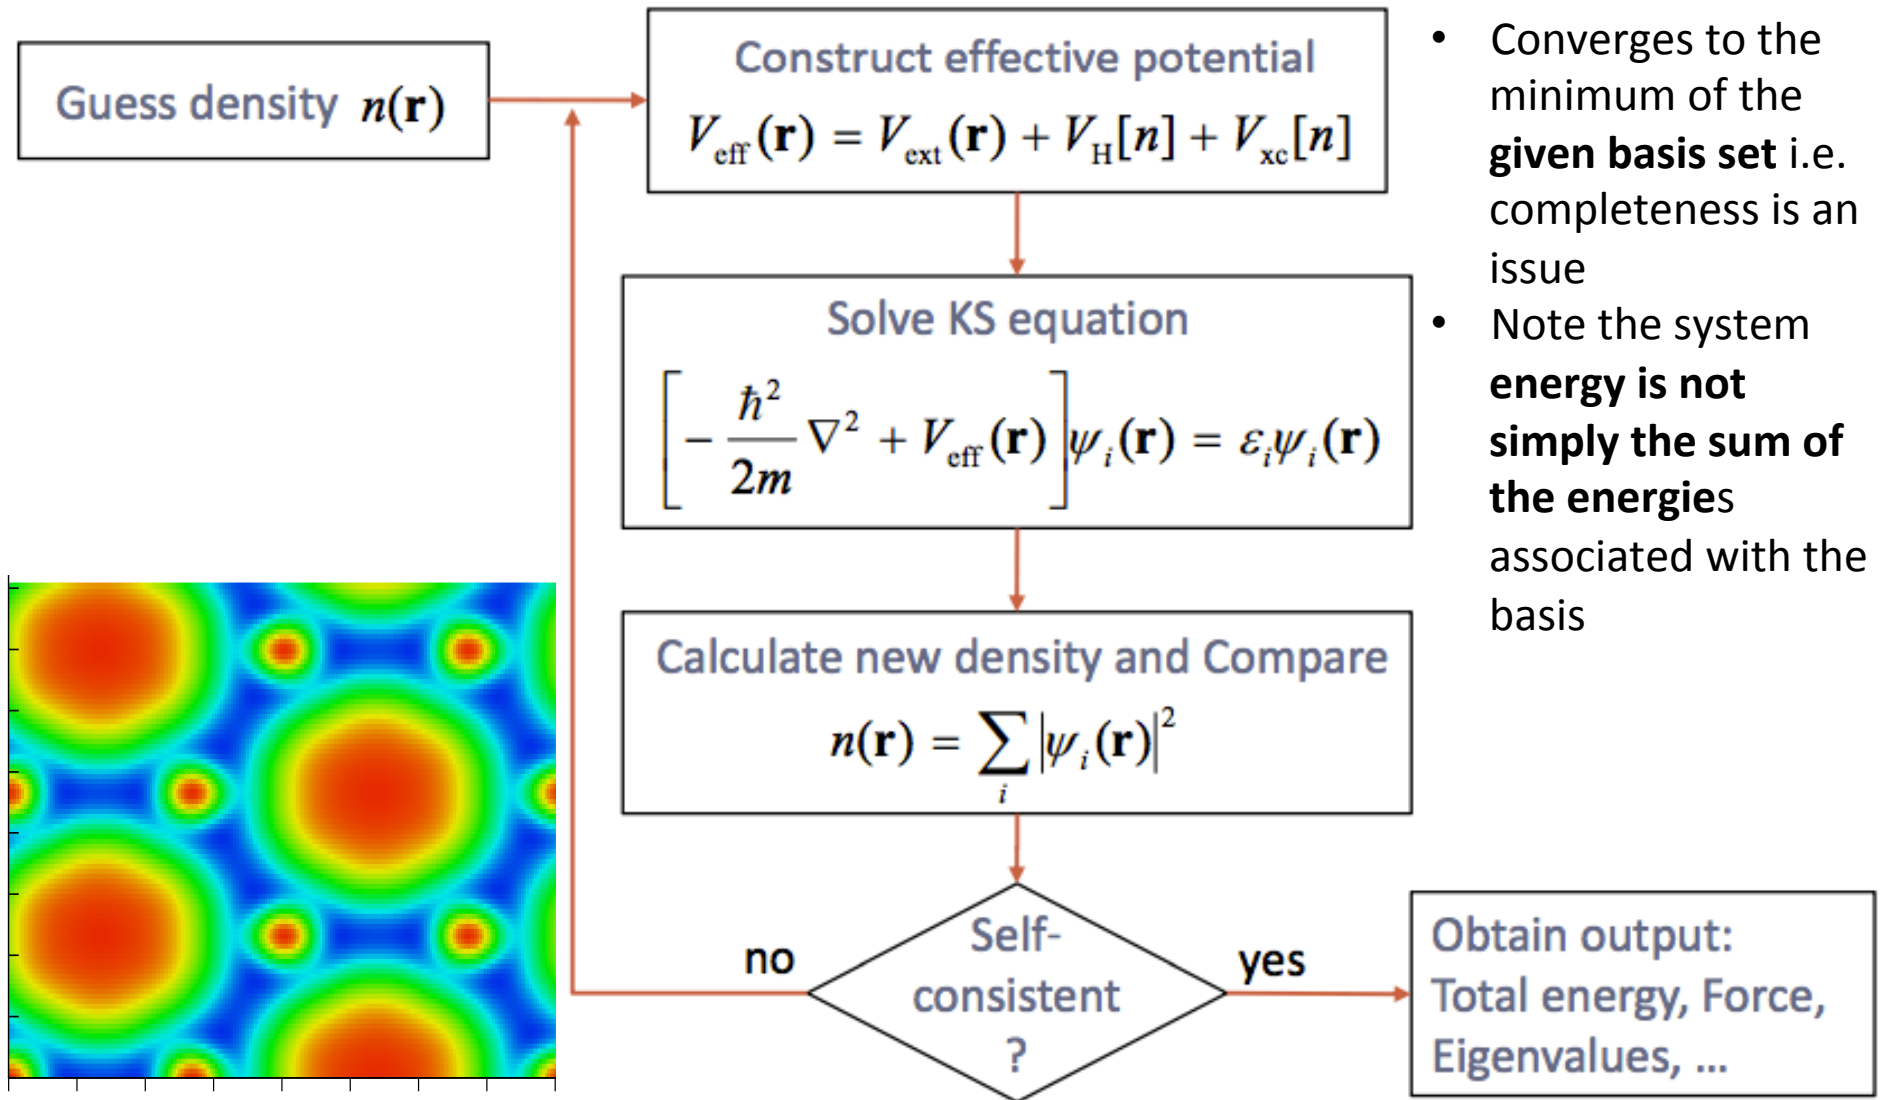 Guess density n(r)
Construct effective potential
V_eff(r) = V_ext(r) + V_H[n] + V_xc[n]
Solve KS equation
[ - ħ²/2m ∇² + V_eff(r) ] ψ_i(r) = ε_i ψ_i(r)
Calculate new density and Compare
n(r) = ∑_i |ψ_i(r)|²
Self-
consistent
?
no
yes
Obtain output:
Total energy, Force,
Eigenvalues, ...
• Converges to the
minimum of the
given basis set i.e.
completeness is an
issue
• Note the system
energy is not
simply the sum of
the energies
associated with the
basis